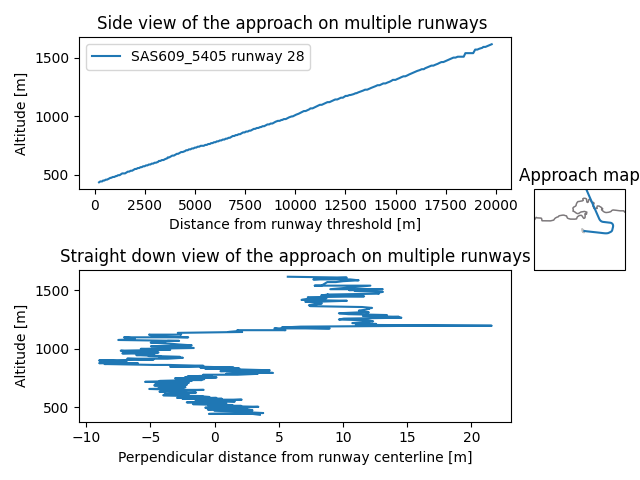 Side view of the approach on multiple runways
SAS609_5405 runway 28
Altitude [m]
1500
1000
500
0
2500
5000
7500
10000
12500
15000
17500
20000
Distance from runway threshold [m]
Approach map
Straight down view of the approach on multiple runways
Altitude [m]
1500
1000
500
−10
−5
0
5
10
15
20
Perpendicular distance from runway centerline [m]